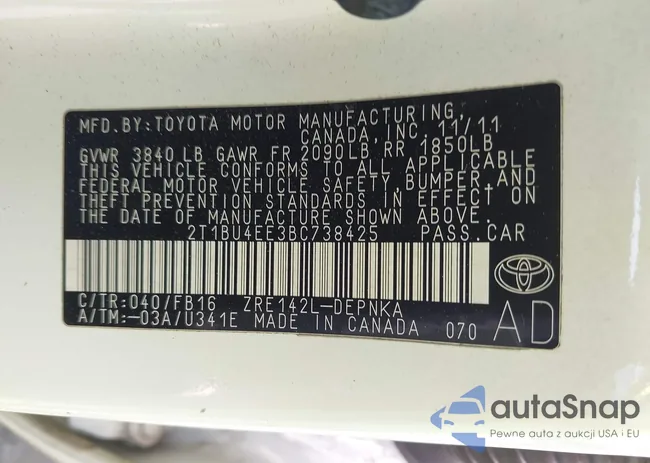 MFD.BY:TOYOTA MOTOR MANUFACTURING,
CANADA,INC. 11/11
GVWR 3840 LB GAWR FR 2090LB,RR 1850LB
THIS VEHICLE CONFORMS TO ALL APPLICABLE
FEDERAL MOTOR VEHICLE SAFETY,BUMPER,AND
THEFT PREVENTION STANDARDS IN EFFECT ON
THE DATE OF MANUFACTURE SHOWN ABOVE.
2T1BU4EE3BC738425 PASS.CAR
C/TR:040/FB16 ZRE142L-DEPNKA
A/TM:-03A/U341E MADE IN CANADA 070 AD
autoSnap
Pewne auta z aukcji USA i EU